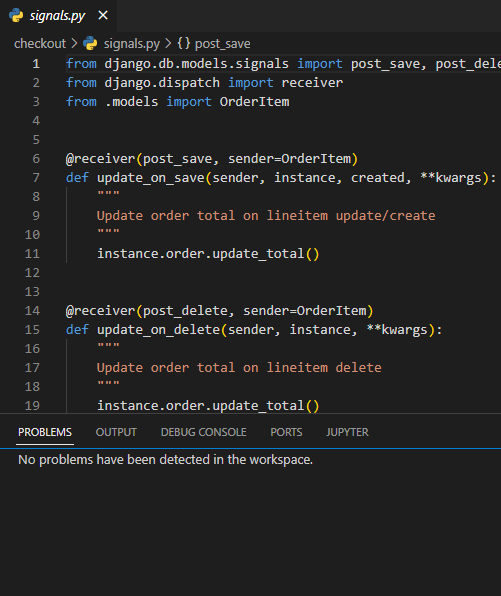 signals.py ×
checkout > signals.py > {} post_save
1 from django.db.models.signals import post_save, post_dele
2 from django.dispatch import receiver
3 from .models import OrderItem
4
5
6 @receiver(post_save, sender=OrderItem)
7 def update_on_save(sender, instance, created, **kwargs):
8 """
9 Update order total on lineitem update/create
10 """
11 instance.order.update_total()
12
13
14 @receiver(post_delete, sender=OrderItem)
15 def update_on_delete(sender, instance, **kwargs):
16 """
17 Update order total on lineitem delete
18 """
19 instance.order.update_total()
PROBLEMS OUTPUT DEBUG CONSOLE PORTS JUPYTER
No problems have been detected in the workspace.